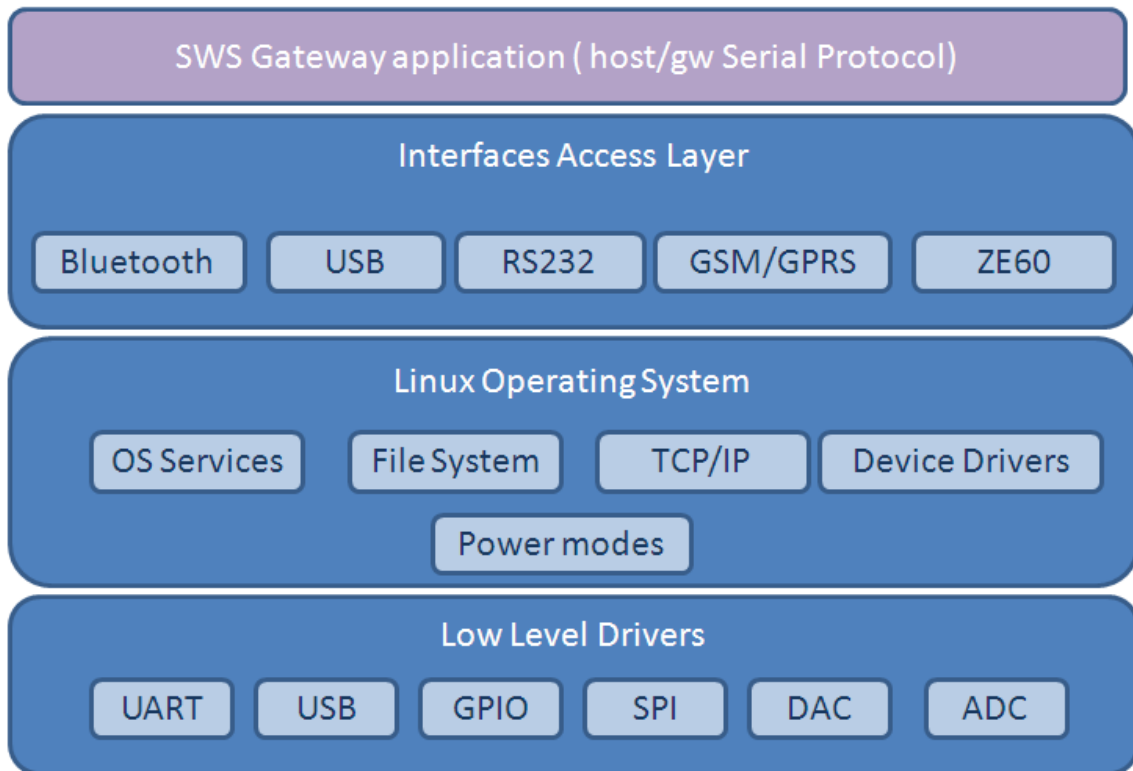 SWS Gateway application ( host/gw Serial Protocol)
Interfaces Access Layer
Bluetooth USB RS232 GSM/GPRS ZE60
Linux Operating System
OS Services File System TCP/IP Device Drivers
Power modes
Low Level Drivers
UART USB GPIO SPI DAC ADC